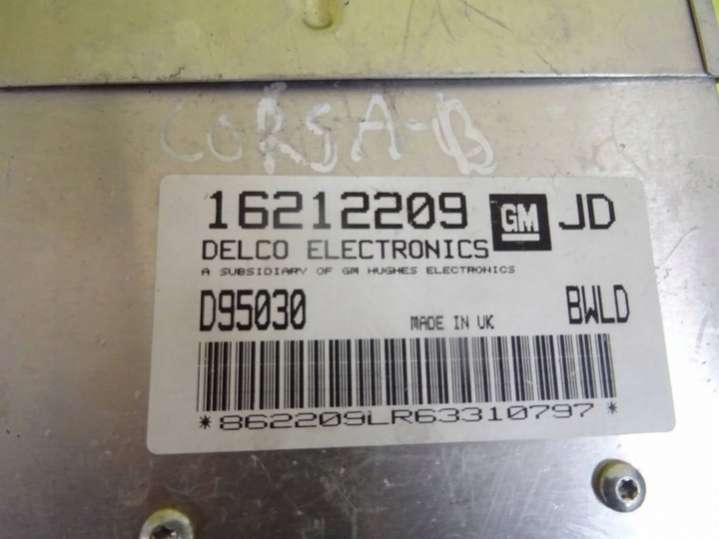 CORSA-B
16212209 GM JD
DELCO ELECTRONICS
A SUBSIDIARY OF GM HUGHES ELECTRONICS
D95030 MADE IN UK BWLD
*862209LR63310797*